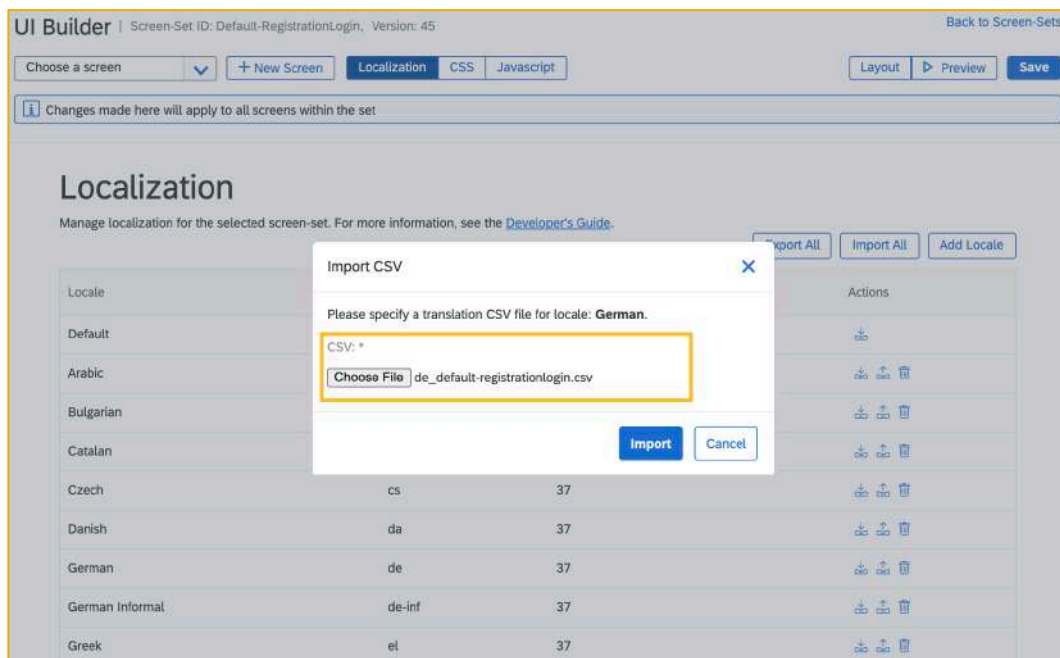 UI Builder | Screen-Set ID: Default-RegistrationLogin, Version: 45
Back to Screen-Sets
Choose a screen + New Screen Localization CSS Javascript Layout Preview Save
Changes made here will apply to all screens within the set
Localization
Manage localization for the selected screen-set. For more information, see the Developer's Guide.
Export All Import All Add Locale
Import CSV
Locale Actions
Please specify a translation CSV file for locale: German.
Default
CSV: *
Arabic
Choose File de_default-registrationlogin.csv
Bulgarian
Import Cancel
Catalan
Czech cs 37
Danish da 37
German de 37
German Informal de-inf 37
Greek el 37